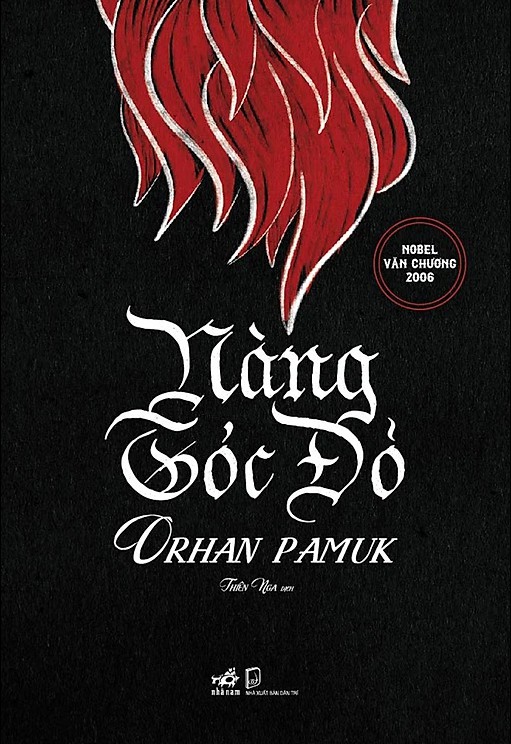 NOBEL
VĂN CHƯƠNG
2006
Nàng
Tóc Đỏ
ORHAN PAMUK
THIÊN NGA DỊCH
nhã nam
NHÀ XUẤT BẢN DÂN TRÍ